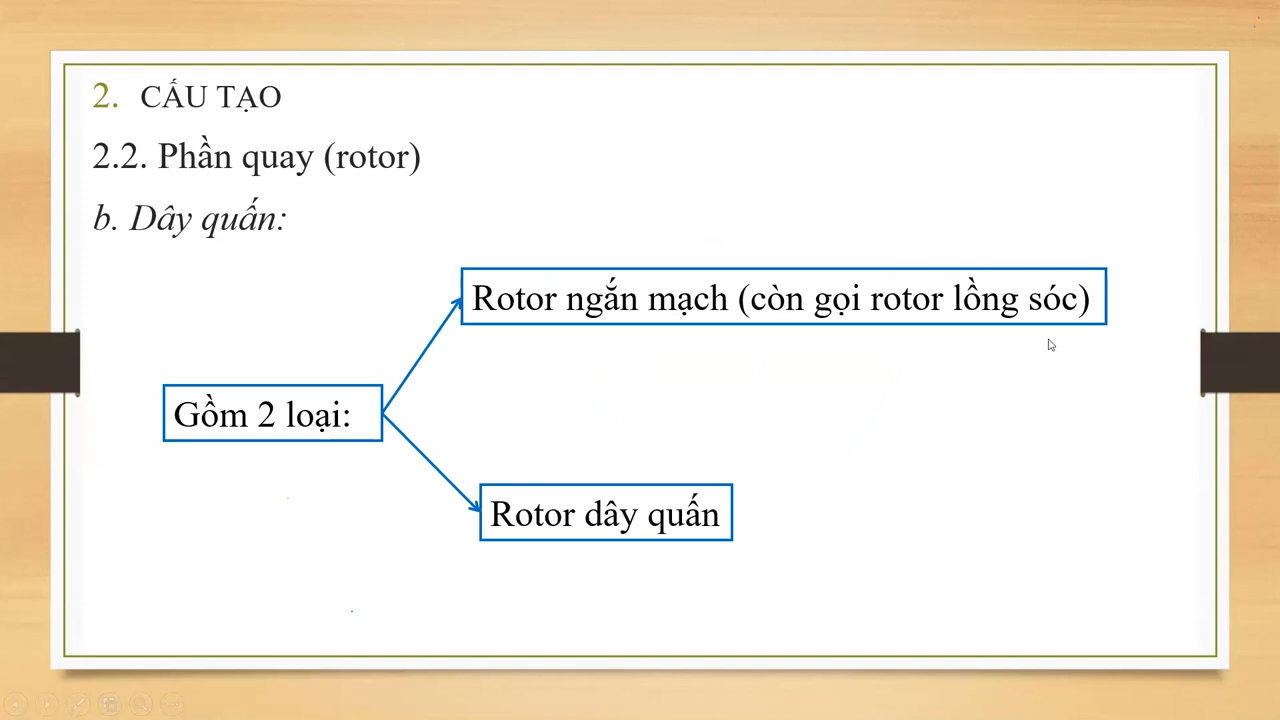 2. CẤU TẠO
2.2. Phần quay (rotor)
b. Dây quấn:
Rotor ngắn mạch (còn gọi rotor lồng sóc)
Gồm 2 loại:
Rotor dây quấn